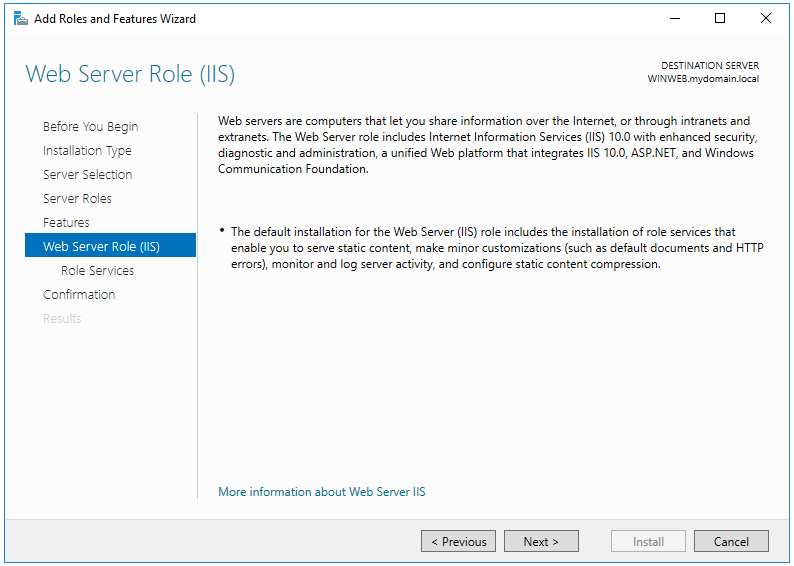 Add Roles and Features Wizard
Web Server Role (IIS)
DESTINATION SERVER
WINWEB.mydomain.local
Before You Begin
Installation Type
Server Selection
Server Roles
Features
Web Server Role (IIS)
Role Services
Confirmation
Results
Web servers are computers that let you share information over the Internet, or through intranets and
extranets. The Web Server role includes Internet Information Services (IIS) 10.0 with enhanced security,
diagnostic and administration, a unified Web platform that integrates IIS 10.0, ASP.NET, and Windows
Communication Foundation.
• The default installation for the Web Server (IIS) role includes the installation of role services that
enable you to serve static content, make minor customizations (such as default documents and HTTP
errors), monitor and log server activity, and configure static content compression.
More information about Web Server IIS
< Previous
Next >
Install
Cancel